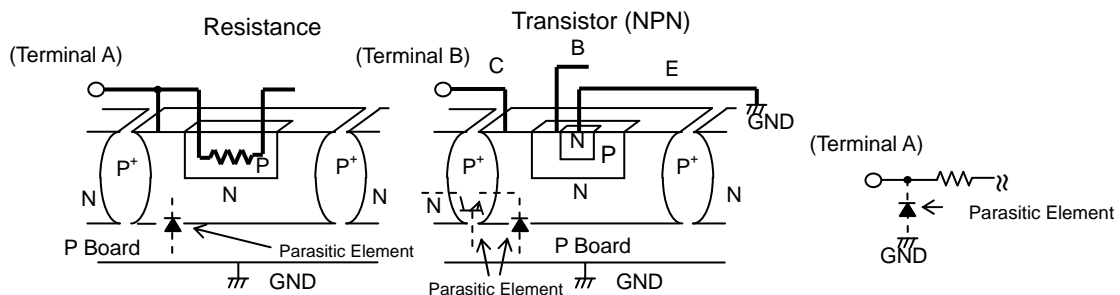 Resistance
(Terminal A)
P+
P
P+
N
N
N
P Board
Parasitic Element
GND
Transistor (NPN)
(Terminal B)
C
B
E
GND
P+
N
P
P+
N
N
N
P Board
Parasitic Element
GND
(Terminal A)
Parasitic Element
GND